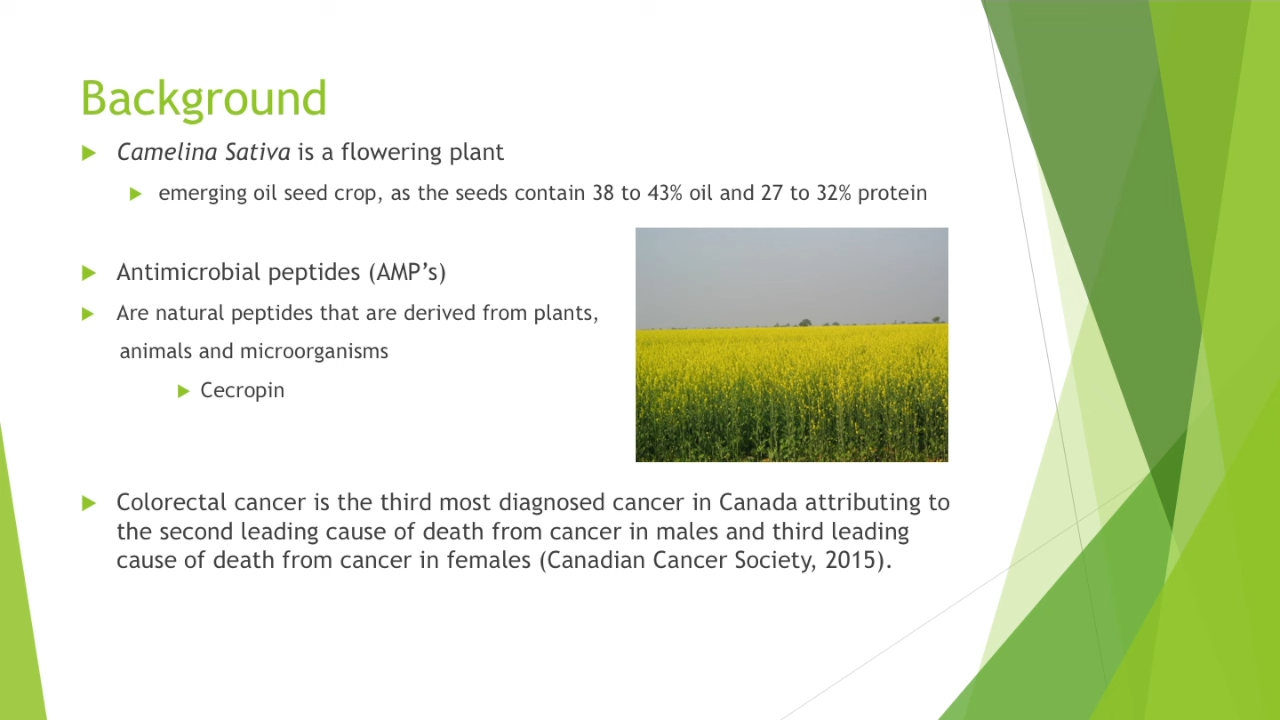 Background
Camelina Sativa is a flowering plant
emerging oil seed crop, as the seeds contain 38 to 43% oil and 27 to 32% protein
Antimicrobial peptides (AMP’s)
Are natural peptides that are derived from plants,
animals and microorganisms
Cecropin
Colorectal cancer is the third most diagnosed cancer in Canada attributing to
the second leading cause of death from cancer in males and third leading
cause of death from cancer in females (Canadian Cancer Society, 2015).